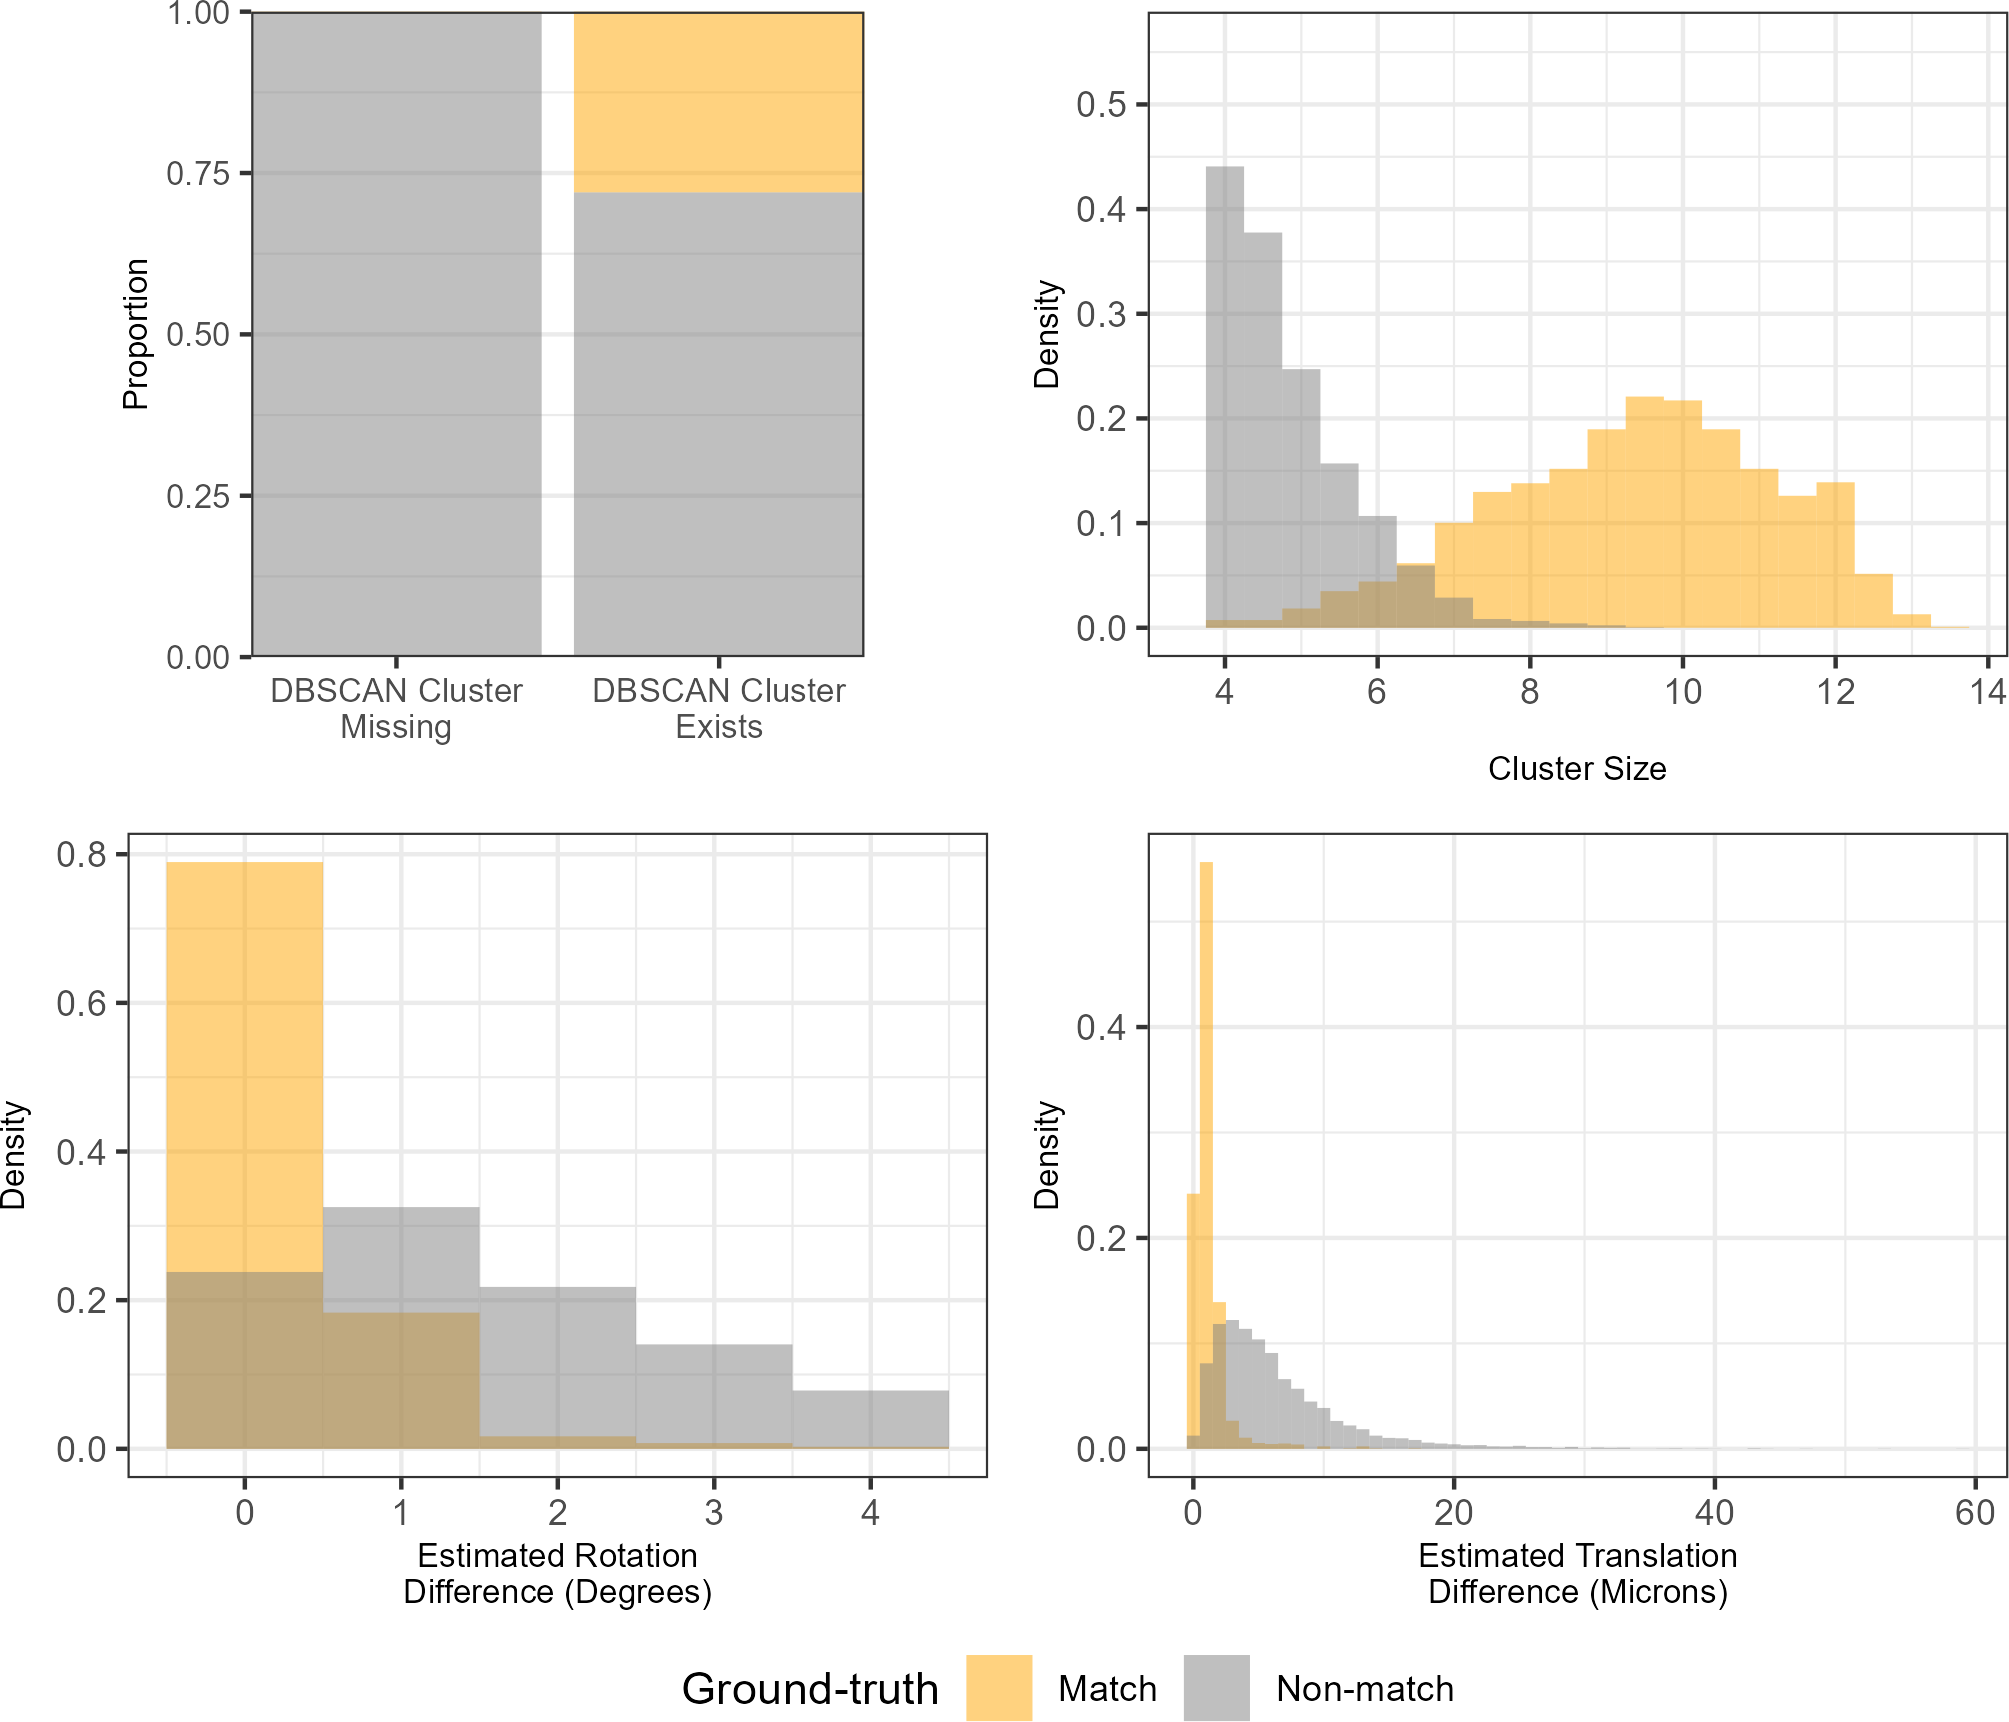 1.00
0.75
0.50
0.25
0.00
Proportion
DBSCAN Cluster
Missing
DBSCAN Cluster
Exists
0.5
0.4
0.3
0.2
0.1
0.0
Density
4 6 8 10 12 14
Cluster Size
0.8
0.6
0.4
0.2
0.0
Density
0 1 2 3 4
Estimated Rotation
Difference (Degrees)
0.4
0.2
0.0
Density
0 20 40 60
Estimated Translation
Difference (Microns)
Ground-truth Match Non-match